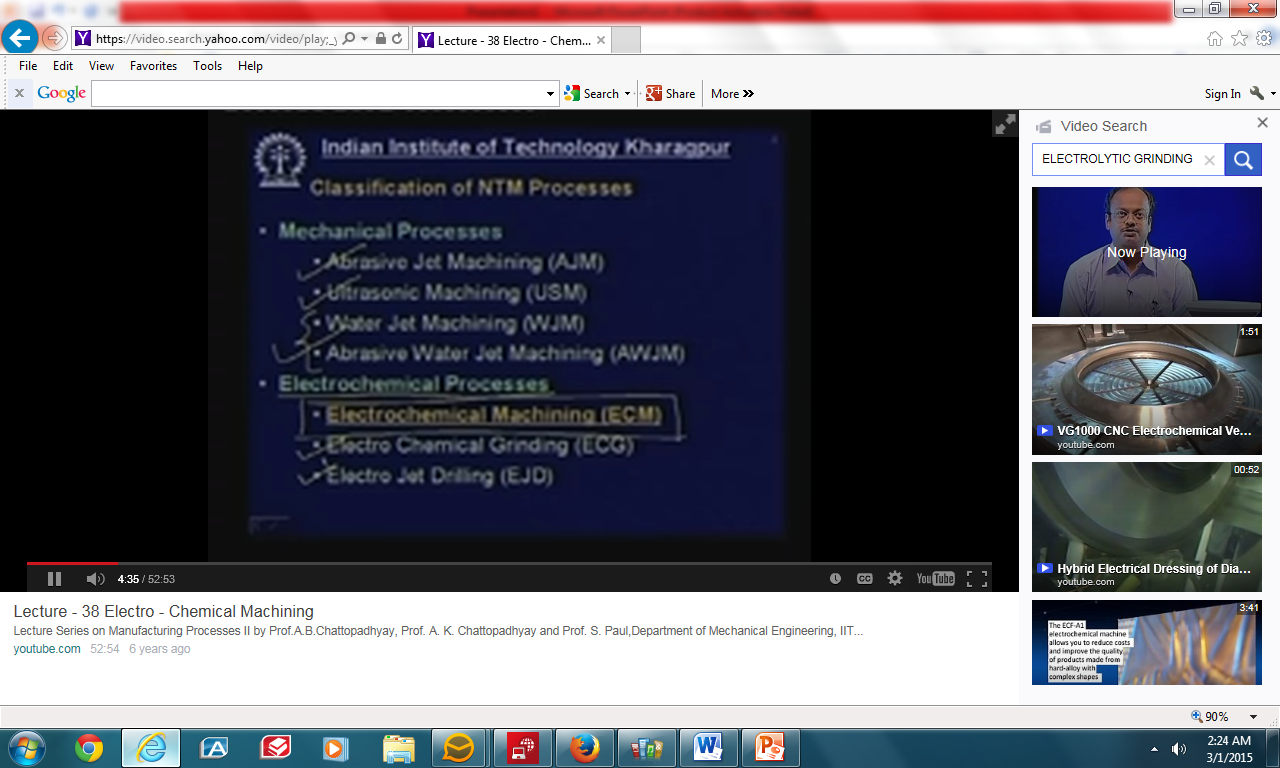 https://video.search.yahoo.com/video/play;_
Lecture - 38 Electro - Chem...
File Edit View Favorites Tools Help
Google
Search
Share
More
Sign In
Indian Institute of Technology Kharagpur
Classification of NTM Processes
• Mechanical Processes
• Abrasive Jet Machining (AJM)
• Ultrasonic Machining (USM)
• Water Jet Machining (WJM)
• Abrasive Water Jet Machining (AWJM)
• Electrochemical Processes
• Electrochemical Machining (ECM)
• Electro Chemical Grinding (ECG)
• Electro Jet Drilling (EJD)
4:35 / 52:53
CC
YouTube
Lecture - 38 Electro - Chemical Machining
Lecture Series on Manufacturing Processes II by Prof.A.B.Chattopadhyay, Prof. A. K. Chattopadhyay and Prof. S. Paul,Department of Mechanical Engineering, IIT...
youtube.com 52:54 6 years ago
Video Search
ELECTROLYTIC GRINDING
Now Playing
1:51
VG1000 CNC Electrochemical Ve...
youtube.com
00:52
Hybrid Electrical Dressing of Dia...
youtube.com
3:41
The ECF-A1
electrochemical machine
allows you to reduce costs
and improve the quality
of products made from
hard-alloy with
complex shapes
90%
2:24 AM
3/1/2015